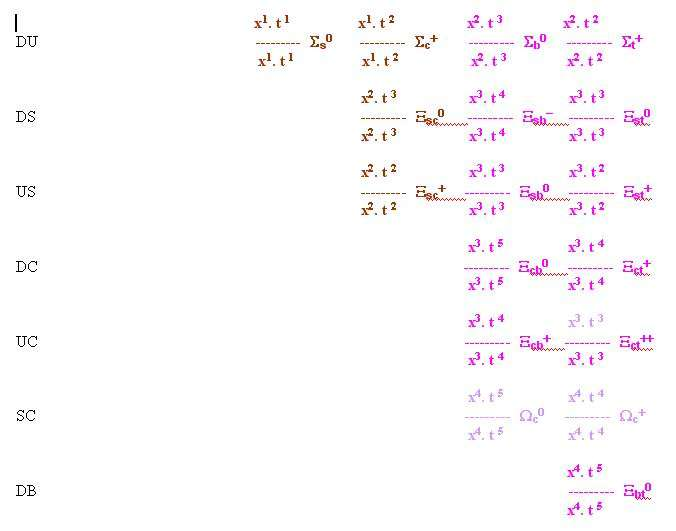 x¹. t¹ x¹. t² x². t³ x². t²
DU --------- Σs⁰ --------- Σc⁺ --------- Σb⁰ --------- Σt⁺
x¹. t¹ x¹. t² x². t³ x². t²
x². t³ x³. t⁴ x³. t³
DS --------- Ξsc⁰ --------- Ξsb⁻ --------- Ξst⁰
x². t³ x³. t⁴ x³. t³
x². t² x³. t³ x³. t²
US --------- Ξsc⁺ --------- Ξsb⁰ --------- Ξst⁺
x². t² x³. t³ x³. t²
x³. t⁵ x³. t⁴
DC --------- Ξcb⁰ --------- Ξct⁺
x³. t⁵ x³. t⁴
x³. t⁴ x³. t³
UC --------- Ξcb⁺ --------- Ξct⁺⁺
x³. t⁴ x³. t³
x⁴. t⁵ x⁴. t⁴
SC --------- Ωc⁰ --------- Ωc⁺
x⁴. t⁵ x⁴. t⁴
x⁴. t⁵
DB --------- Ξbt⁰
x⁴. t⁵